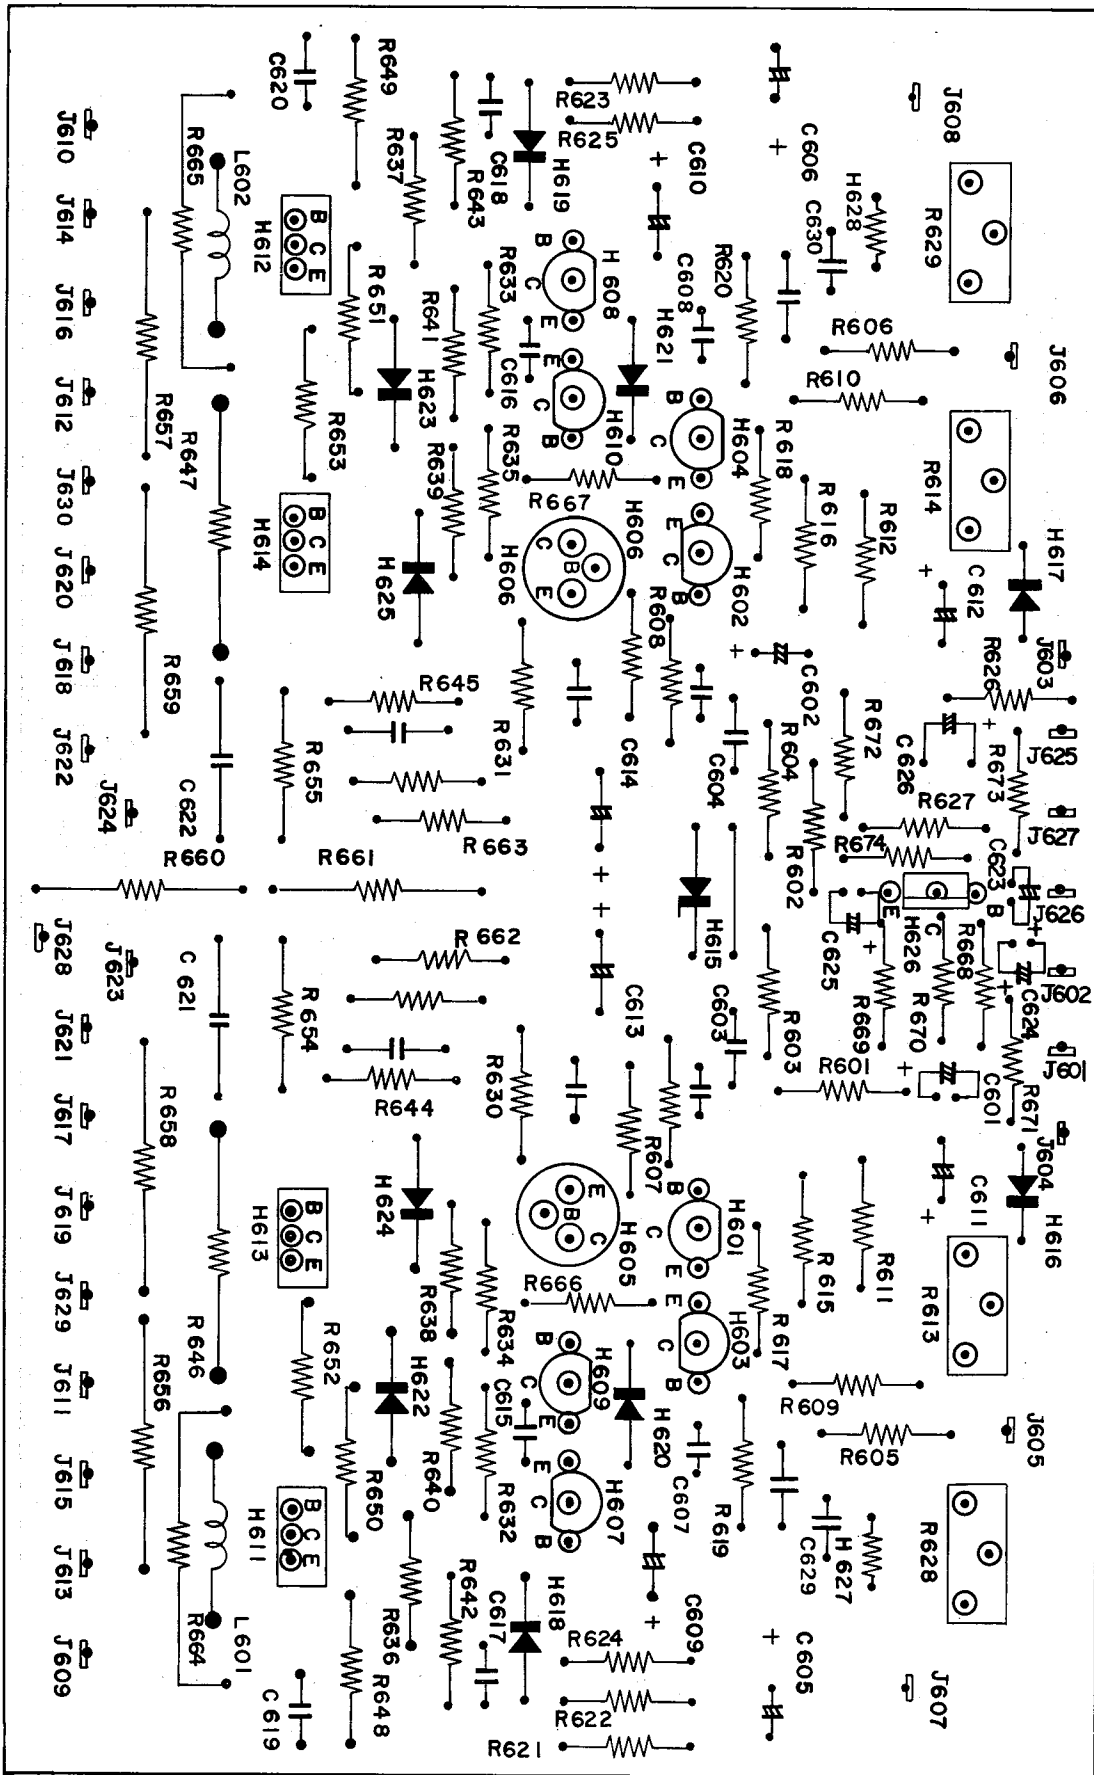 J608
R629
J606
R614
H617
C612
J603
R626
J625
R673
J627
C623
J626
J602
C624
J601
R671
J604
C611
H616
R613
J605
R628
J607
C606
H628
C630
R620
R606
R610
R618
R616
R612
C602
R672
C626
R627
R674
R604
R602
E
C
B
H626
R668
C625
R669
R670
R603
R601
C601
R617
R615
R611
R609
R605
R619
C629
H627
C605
R623
R625
C610
C608
H621
B
C
E
H608
E
C
B
H610
B
C
E
H604
E
C
B
H602
R667
H606
C
B
E
H606
R608
C604
C614
H615
C613
C603
R607
E
B
C
H605
R666
B
C
E
H601
E
C
B
H603
B
C
E
H609
E
C
B
H607
H620
C607
C609
R624
R622
R621
C620
R649
R637
R643
C618
H619
R633
C616
R641
R635
R639
H623
R651
R653
H625
R645
R631
R655
R663
R661
R662
R654
R644
R630
H624
R638
R634
C615
R632
R640
H622
R652
R650
R636
R642
C617
H618
R648
C619
R665
L602
H612
B C E
H614
B C E
H613
B C E
H611
B C E
R657
R647
R659
C622
R660
C621
R658
R646
R656
R664
L601
J610
J614
J616
J612
J630
J620
J618
J622
J624
J628
J623
J621
J617
J619
J629
J611
J615
J613
J609
+
+
+
+
+
+
+
+
+
+
+
+
+
+